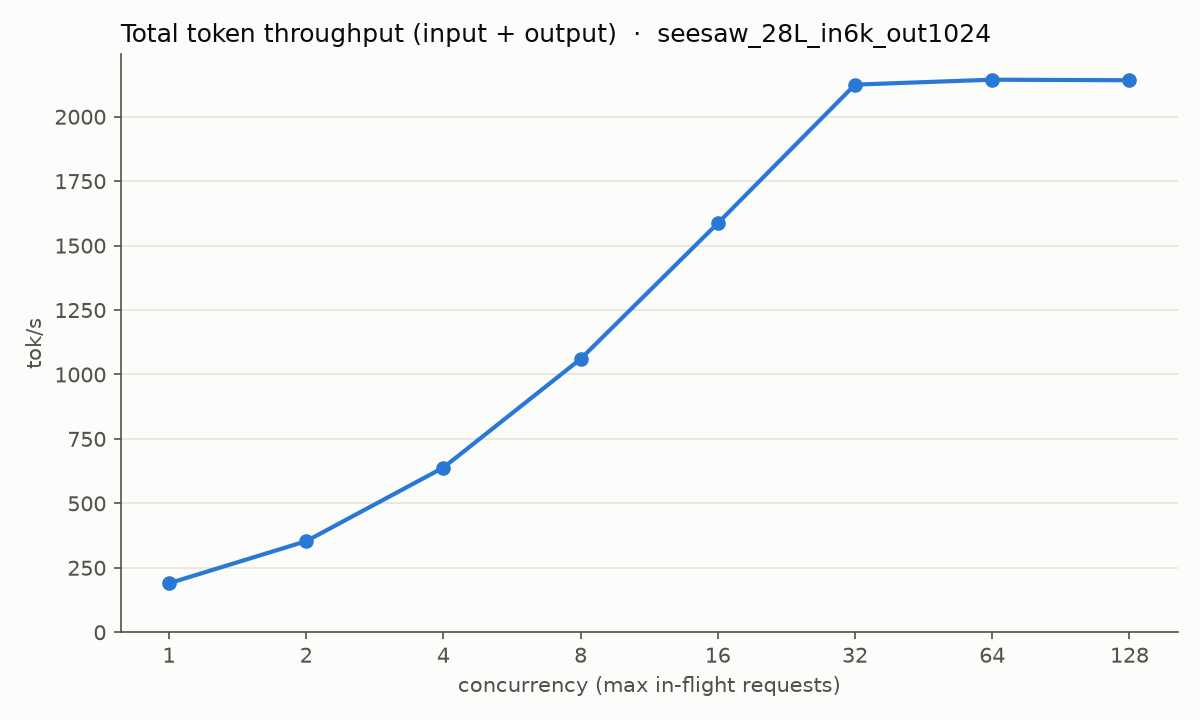 Total token throughput (input + output)  ·  seesaw_28L_in6k_out1024
tok/s
2000
1750
1500
1250
1000
750
500
250
0
1 2 4 8 16 32 64 128
concurrency (max in-flight requests)